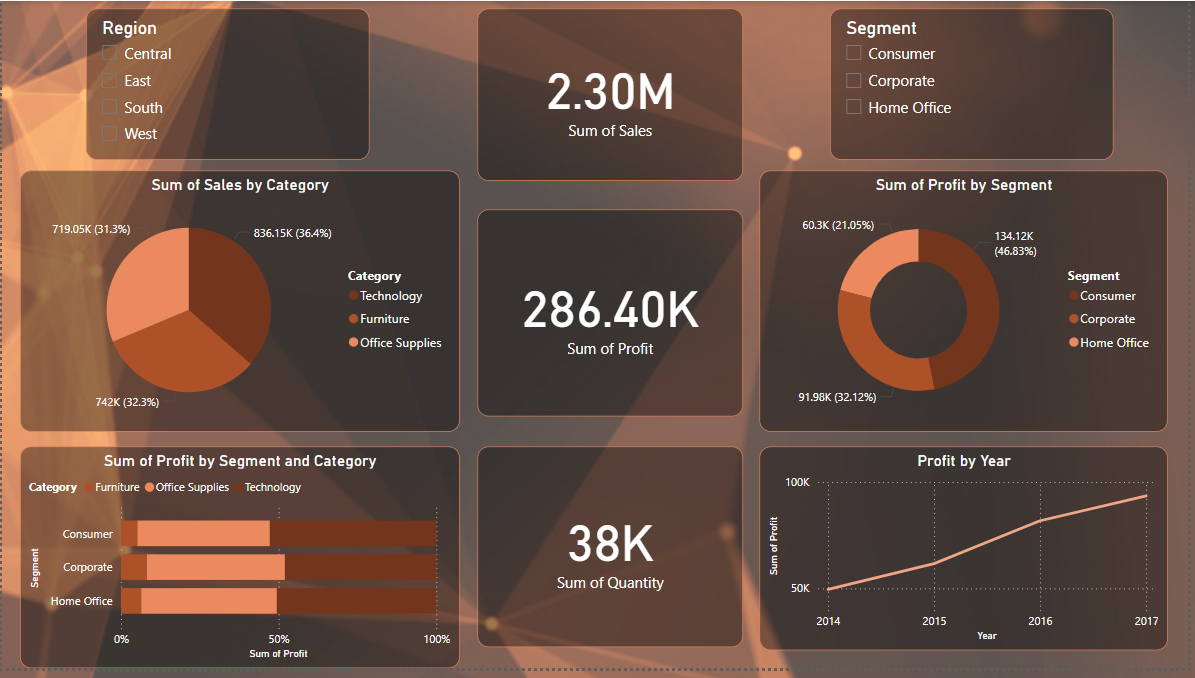 Region
Central
East
South
West
2.30M
Sum of Sales
Segment
Consumer
Corporate
Home Office
Sum of Sales by Category
719.05K (31.3%)
836.15K (36.4%)
742K (32.3%)
Category
Technology
Furniture
Office Supplies
286.40K
Sum of Profit
Sum of Profit by Segment
60.3K (21.05%)
134.12K
(46.83%)
91.98K (32.12%)
Segment
Consumer
Corporate
Home Office
Sum of Profit by Segment and Category
Category Furniture Office Supplies Technology
Segment
Consumer
Corporate
Home Office
0% 50% 100%
Sum of Profit
38K
Sum of Quantity
Profit by Year
Sum of Profit
100K
50K
2014 2015 2016 2017
Year